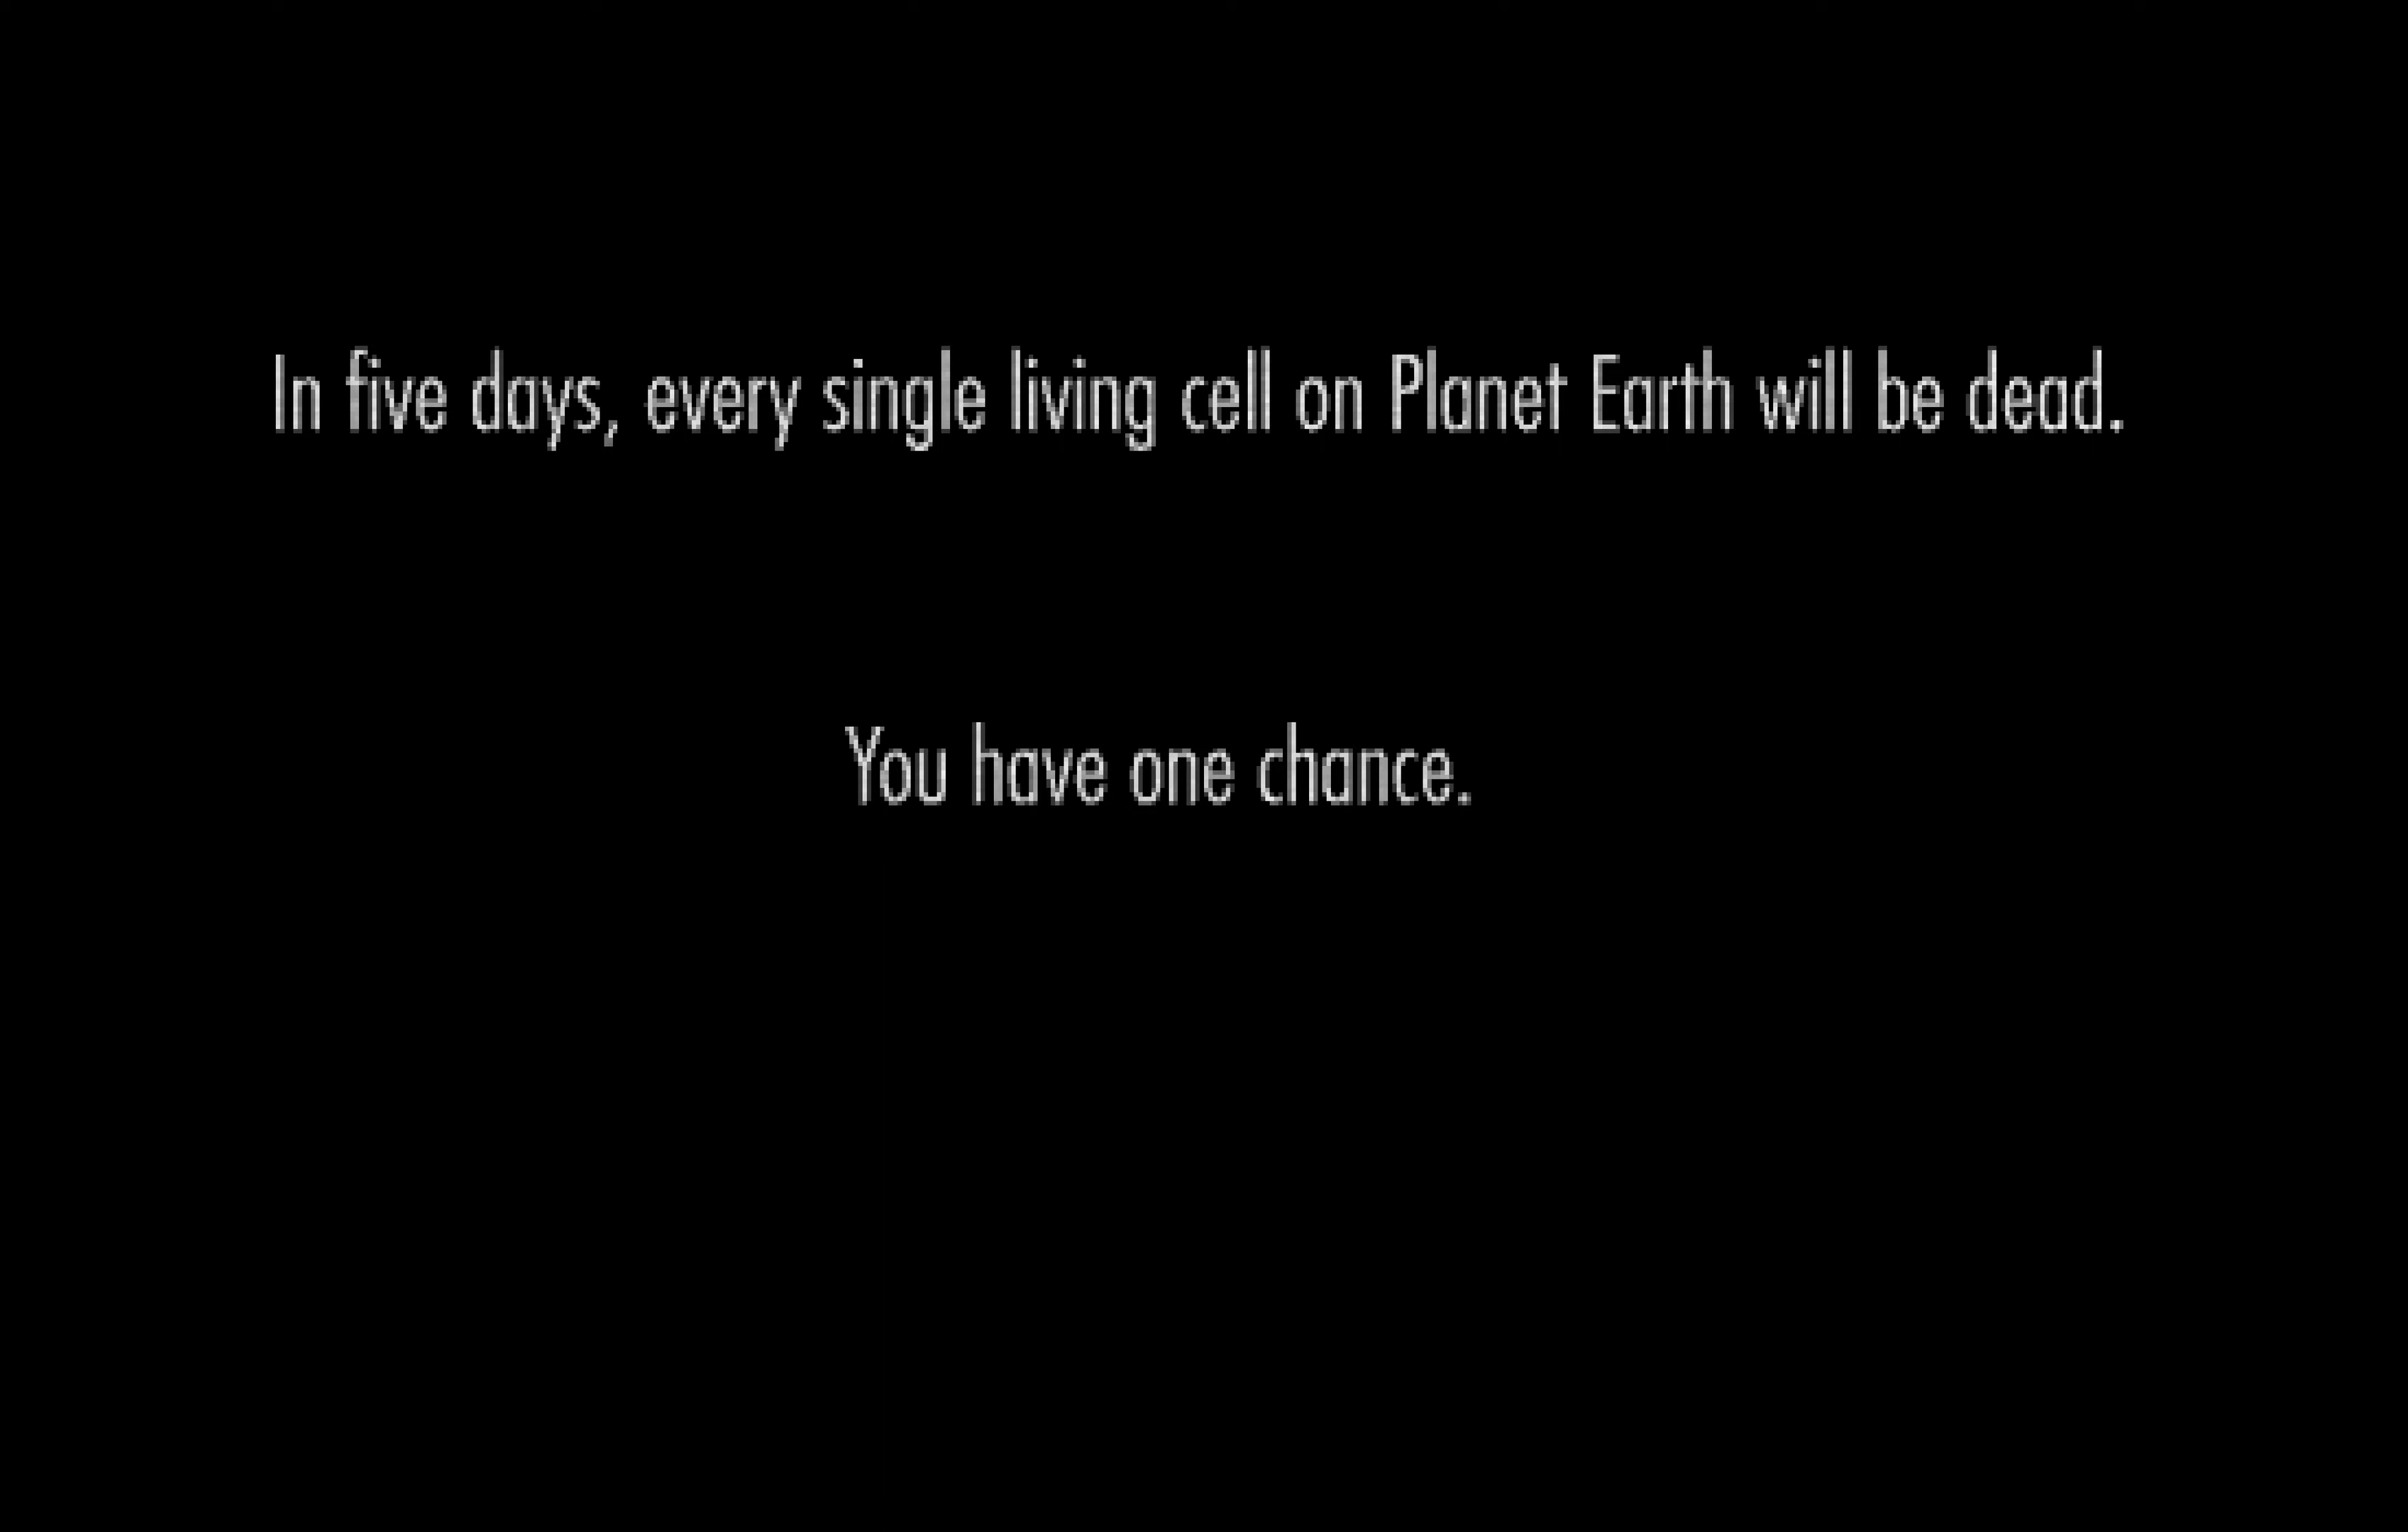 In five days, every single living cell on Planet Earth will be dead.
You have one chance.